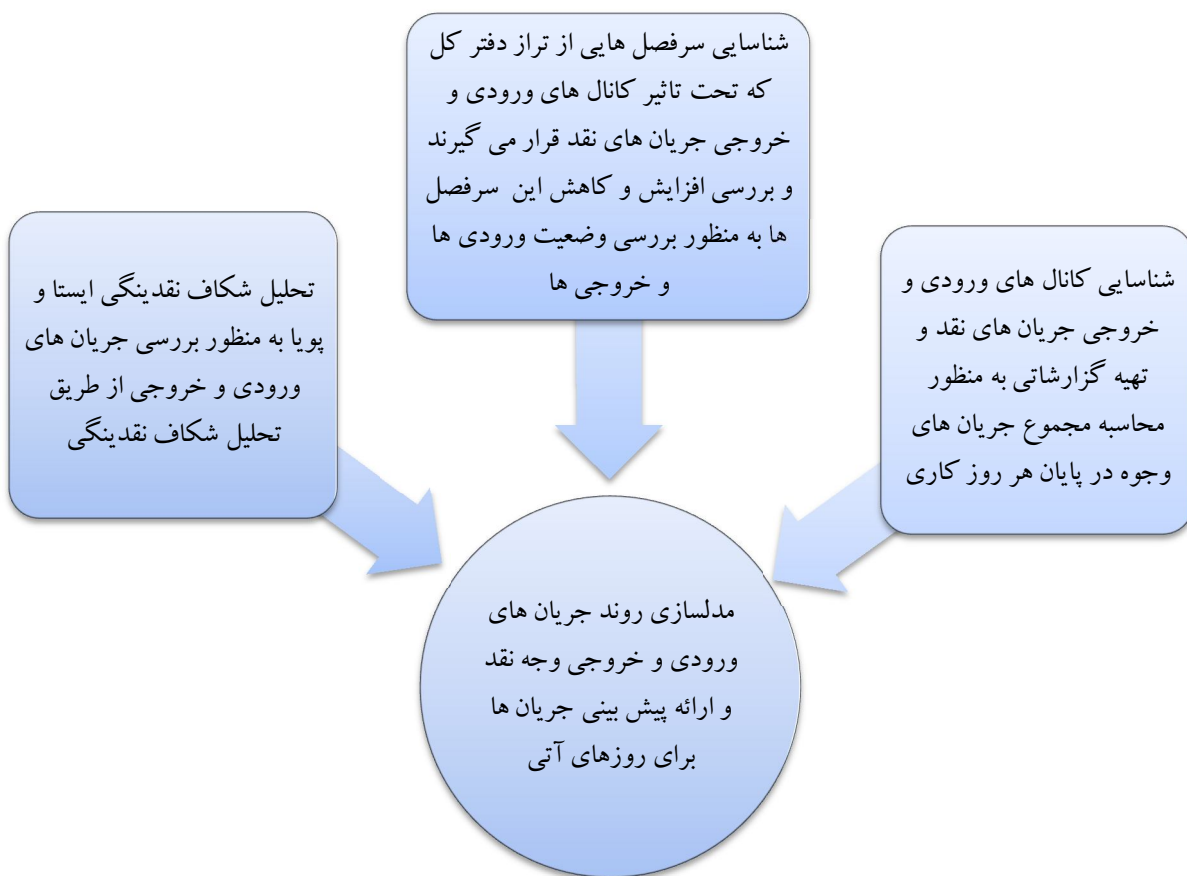 شناسایی سرفصل هایی از تراز دفتر کل
که تحت تاثیر کانال های ورودی و
خروجی جریان های نقد قرار می گیرند
و بررسی افزایش و کاهش این سرفصل
ها به منظور بررسی وضعیت ورودی ها
و خروجی ها
شناسایی کانال های ورودی و
خروجی جریان های نقد و
تهیه گزارشاتی به منظور
محاسبه مجموع جریان های
وجوه در پایان هر روز کاری
تحلیل شکاف نقدینگی ایستا و
پویا به منظور بررسی جریان های
ورودی و خروجی از طریق
تحلیل شکاف نقدینگی
مدلسازی روند جریان های
ورودی و خروجی وجه نقد
و ارائه پیش بینی جریان ها
برای روزهای آتی